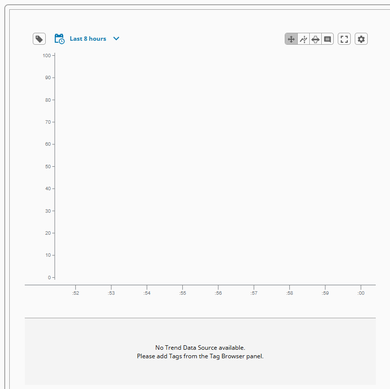 Last 8 hours
100
90
80
70
60
50
40
30
20
10
0
:52 :53 :54 :55 :56 :57 :58 :59 :00
No Trend Data Source available.
Please add Tags from the Tag Browser panel.